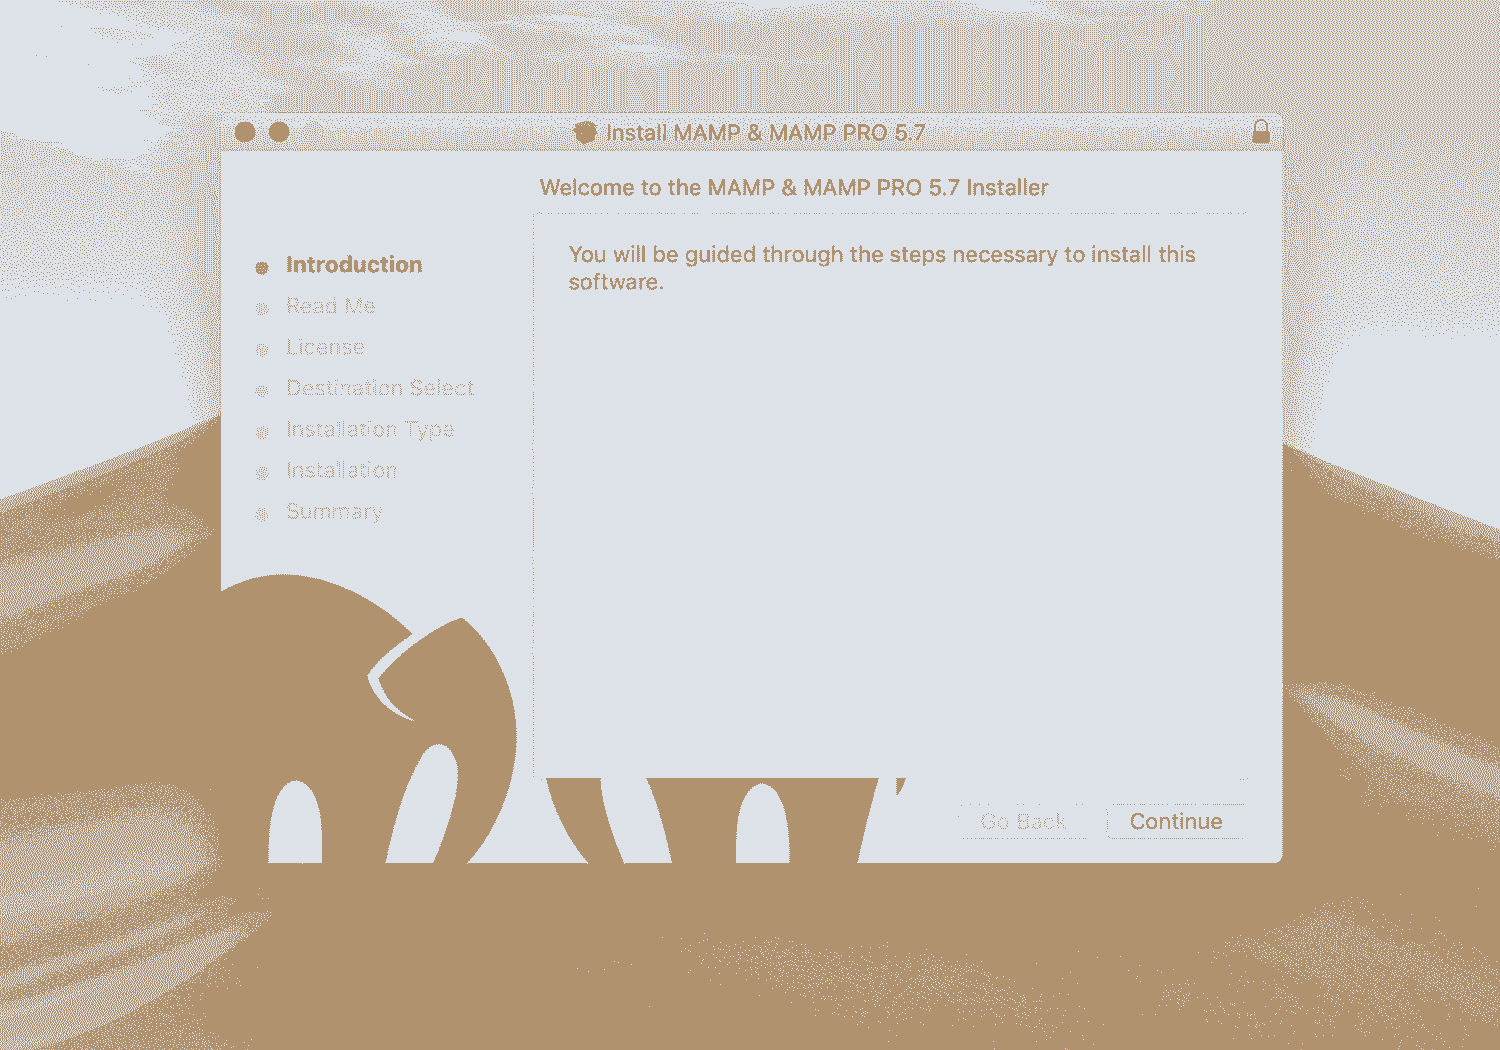 Install MAMP & MAMP PRO 5.7
Welcome to the MAMP & MAMP PRO 5.7 Installer
Introduction
Read Me
License
Destination Select
Installation Type
Installation
Summary
You will be guided through the steps necessary to install this
software.
Go Back
Continue